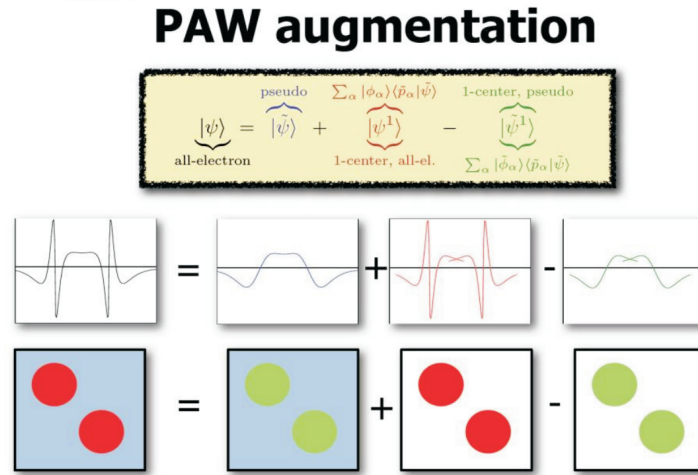 PAW augmentation
pseudo ∑α |ϕα⟩⟨p̃α|ψ̃⟩ 1-center, pseudo
|ψ⟩ = |ψ̃⟩ + |ψ¹⟩ − |ψ̃¹⟩
all-electron 1-center, all-el. ∑α |ϕ̃α⟩⟨p̃α|ψ̃⟩
= + -
= + -